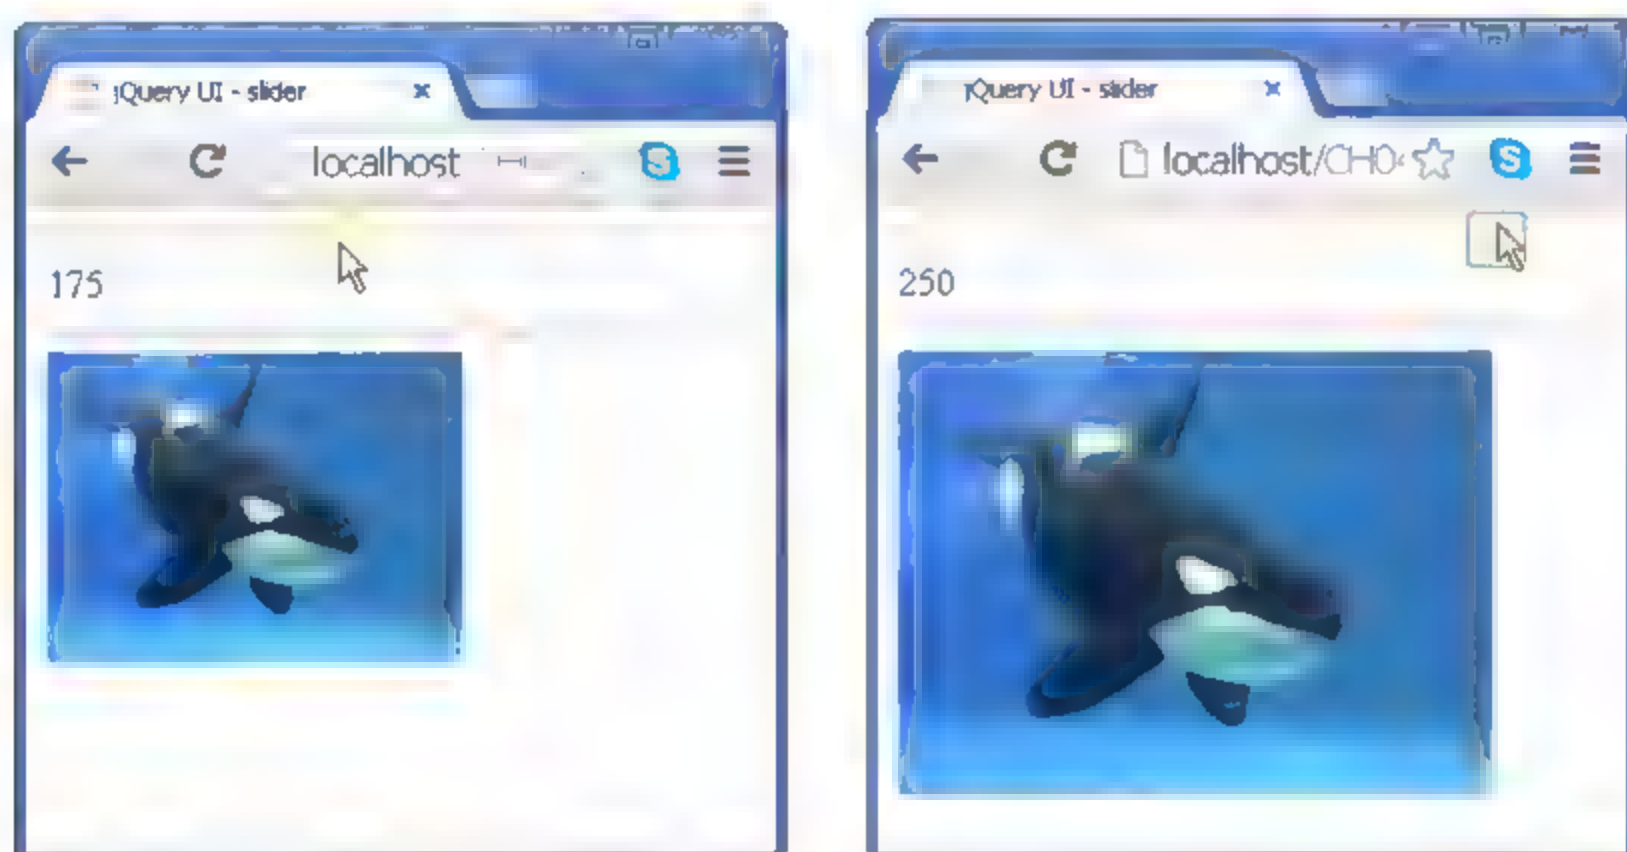 jQuery UI - slider
localhost
175
jQuery UI - slider
localhost/CH0
250